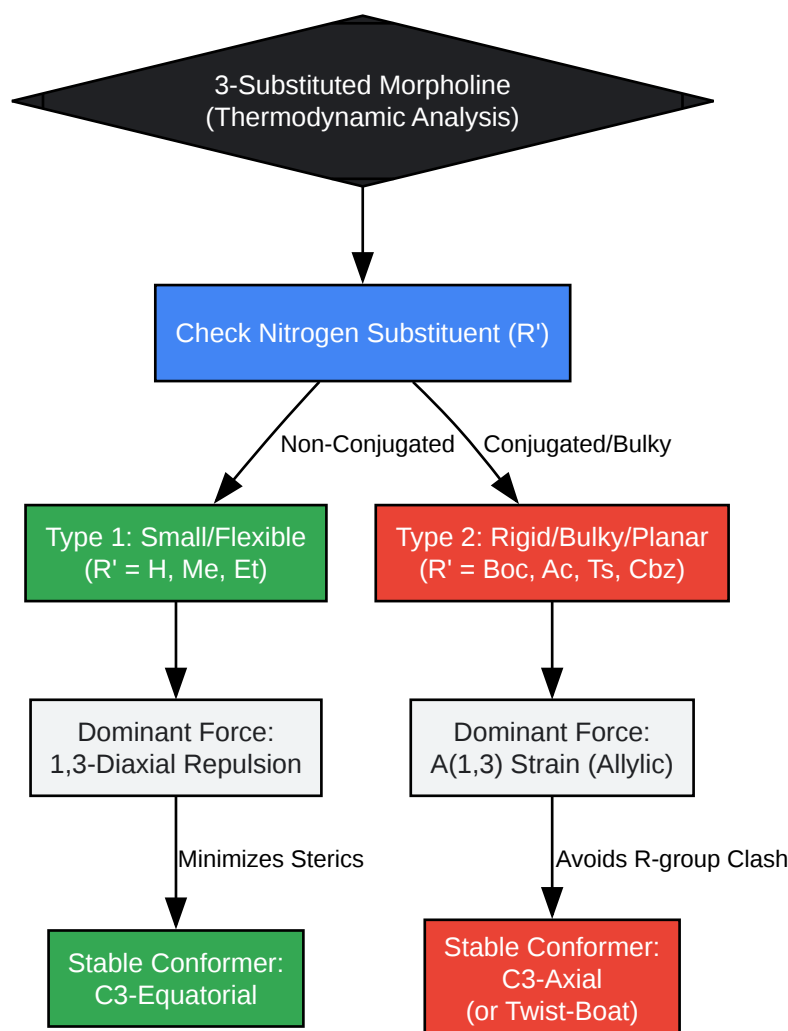 3-Substituted Morpholine
(Thermodynamic Analysis)
Check Nitrogen Substituent (R')
Non-Conjugated
Conjugated/Bulky
Type 1: Small/Flexible
(R' = H, Me, Et)
Type 2: Rigid/Bulky/Planar
(R' = Boc, Ac, Ts, Cbz)
Dominant Force:
1,3-Diaxial Repulsion
Dominant Force:
A(1,3) Strain (Allylic)
Minimizes Sterics
Avoids R-group Clash
Stable Conformer:
C3-Equatorial
Stable Conformer:
C3-Axial
(or Twist-Boat)